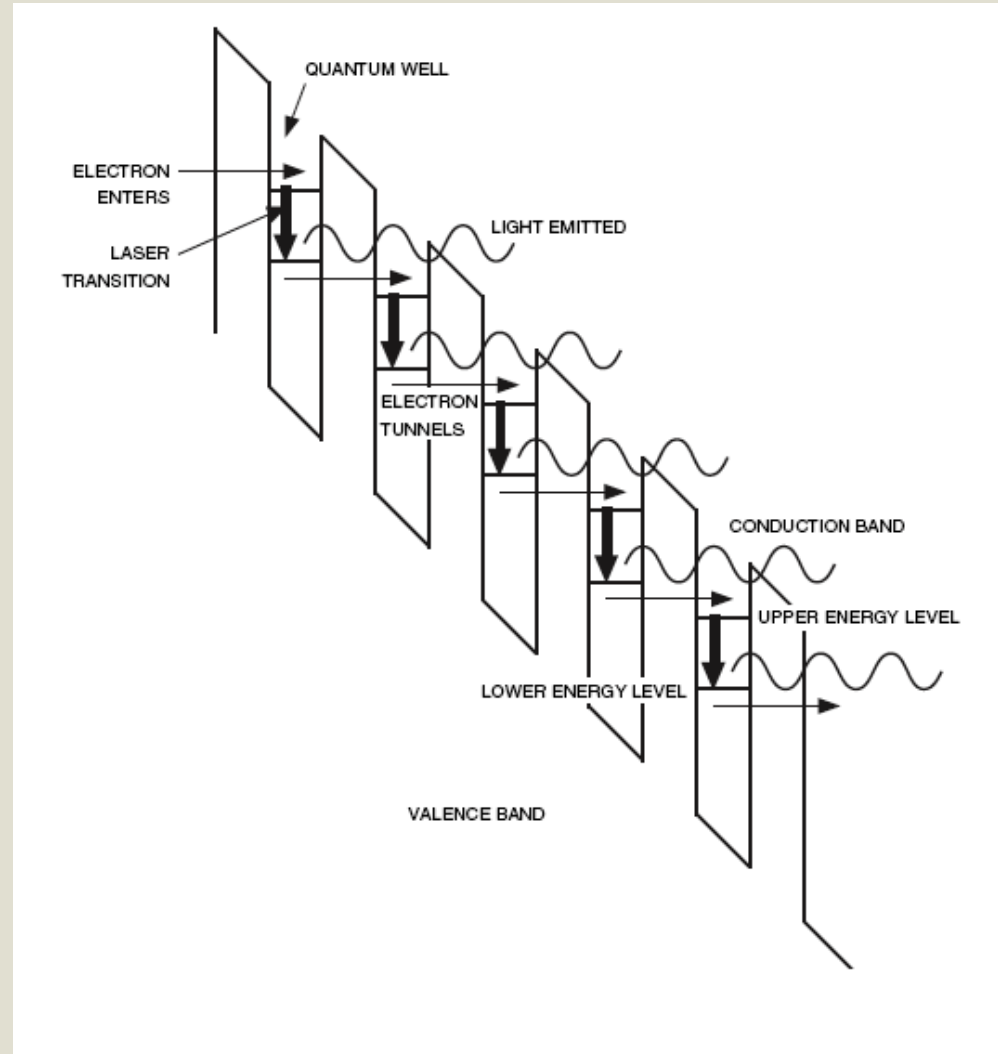 QUANTUM WELL
ELECTRON
ENTERS
LASER
TRANSITION
LIGHT EMITTED
ELECTRON
TUNNELS
CONDUCTION BAND
UPPER ENERGY LEVEL
LOWER ENERGY LEVEL
VALENCE BAND